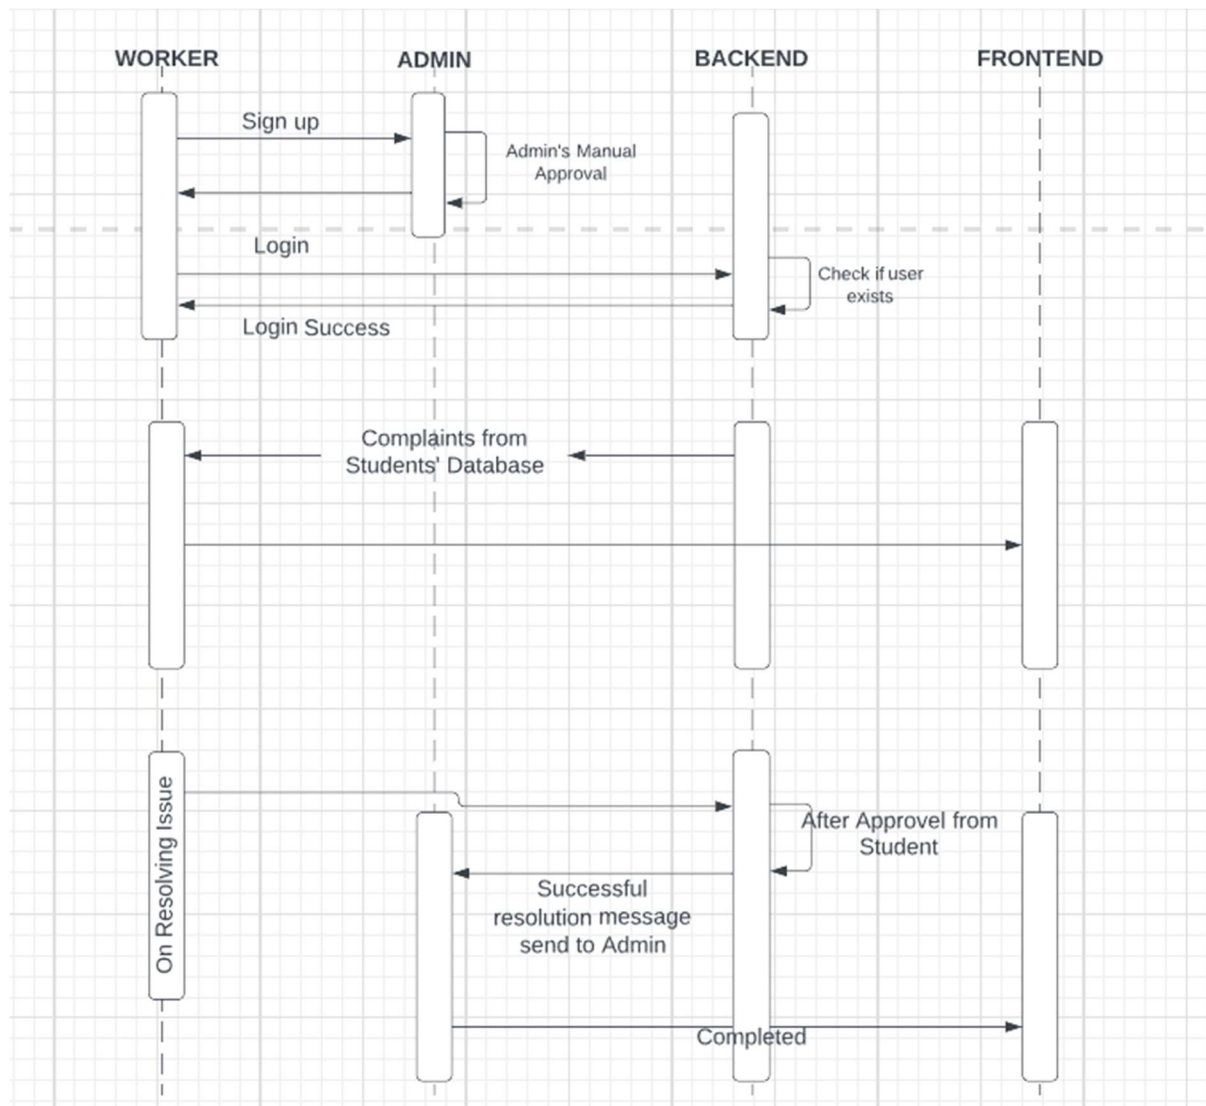 WORKER
ADMIN
BACKEND
FRONTEND
Sign up
Admin's Manual
Approval
Login
Check if user
exists
Login Success
Complaints from
Students' Database
On Resolving Issue
After Approvel from
Student
Successful
resolution message
send to Admin
Completed